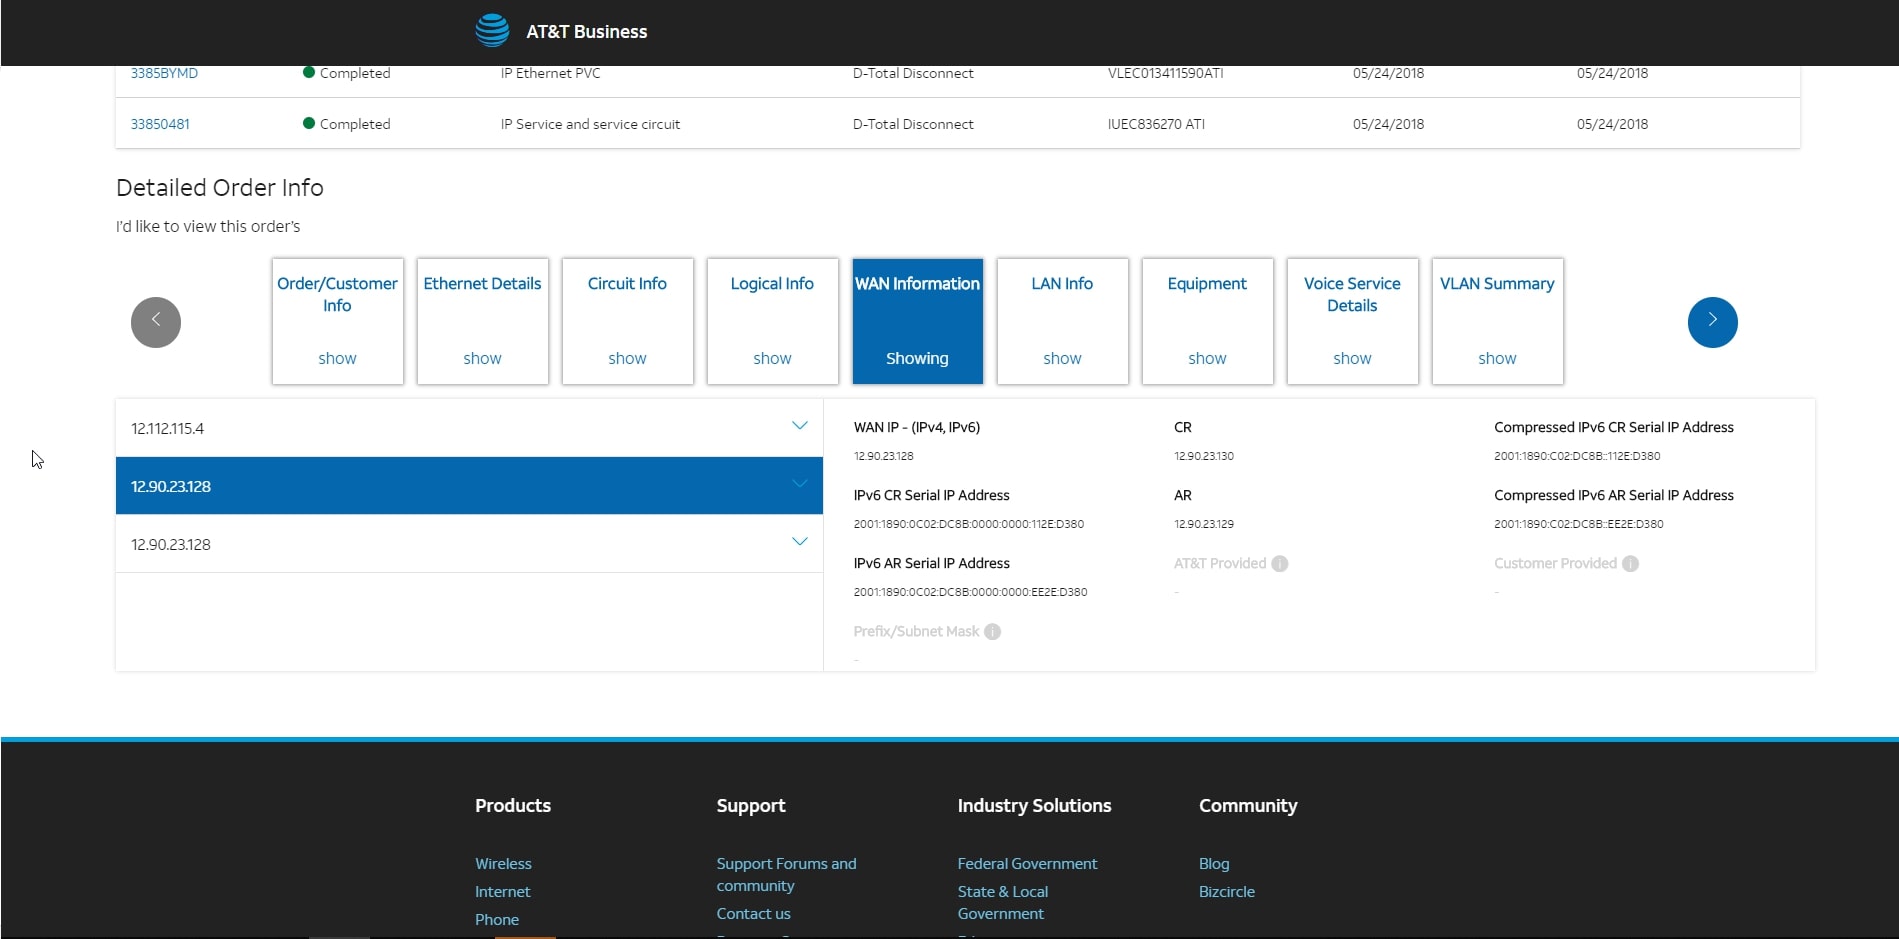 AT&T Business
3385BYMD Completed IP Ethernet PVC D-Total Disconnect VLEC013411590ATI 05/24/2018 05/24/2018
33850481 Completed IP Service and service circuit D-Total Disconnect IUEC836270 ATI 05/24/2018 05/24/2018
Detailed Order Info
I'd like to view this order's
Order/Customer Ethernet Details Circuit Info Logical Info WAN Information LAN Info Equipment Voice Service VLAN Summary
Info Details
show show show show Showing show show show show
12.112.115.4
12.90.23.128
12.90.23.128
WAN IP - (IPv4, IPv6) CR Compressed IPv6 CR Serial IP Address
12.90.23.128 12.90.23.130 2001:1890:C02:DC8B::112E:D380
IPv6 CR Serial IP Address AR Compressed IPv6 AR Serial IP Address
2001:1890:0C02:DC8B:0000:0000:112E:D380 12.90.23.129 2001:1890:C02:DC8B::EE2E:D380
IPv6 AR Serial IP Address AT&T Provided i Customer Provided i
2001:1890:0C02:DC8B:0000:0000:EE2E:D380 - -
Prefix/Subnet Mask i
-
Products Support Industry Solutions Community
Wireless Support Forums and Federal Government Blog
community
Internet State & Local Bizcircle
Phone Contact us Government